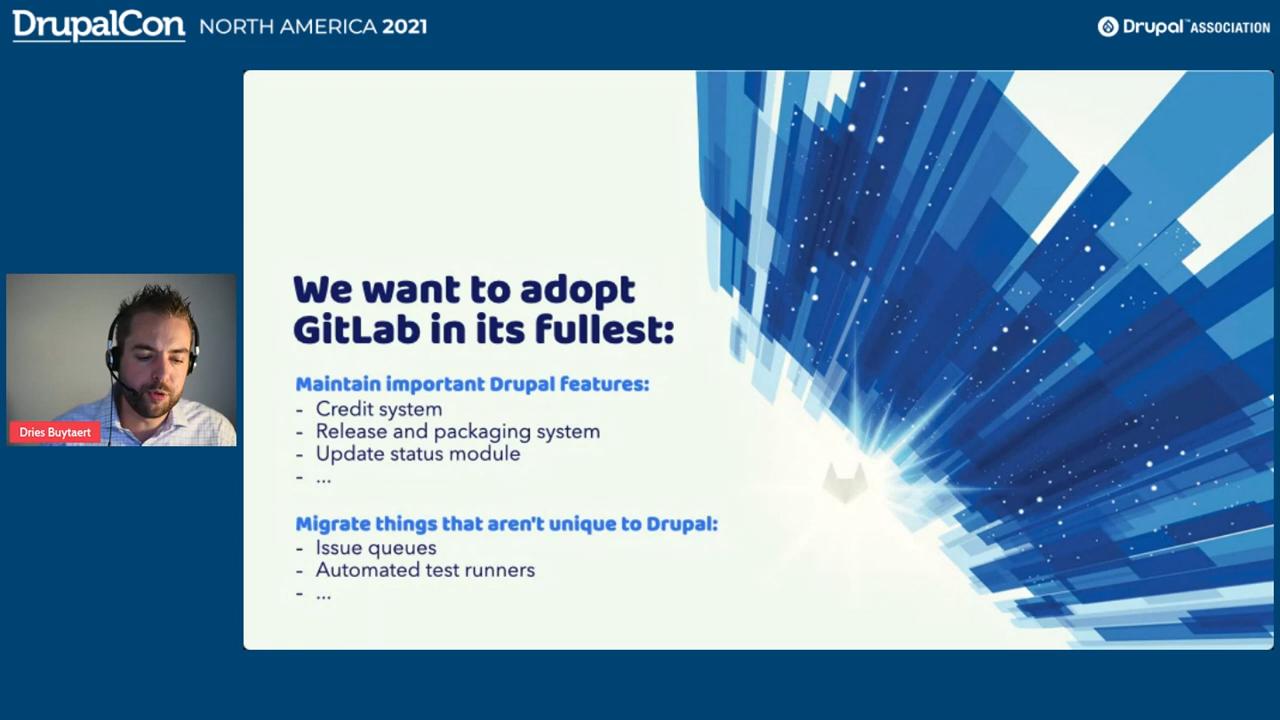 DrupalCon NORTH AMERICA 2021
Drupal™ ASSOCIATION
We want to adopt
GitLab in its fullest:
Maintain important Drupal features:
- Credit system
- Release and packaging system
- Update status module
- ...
Dries Buytaert
Migrate things that aren't unique to Drupal:
- Issue queues
- Automated test runners
- ...